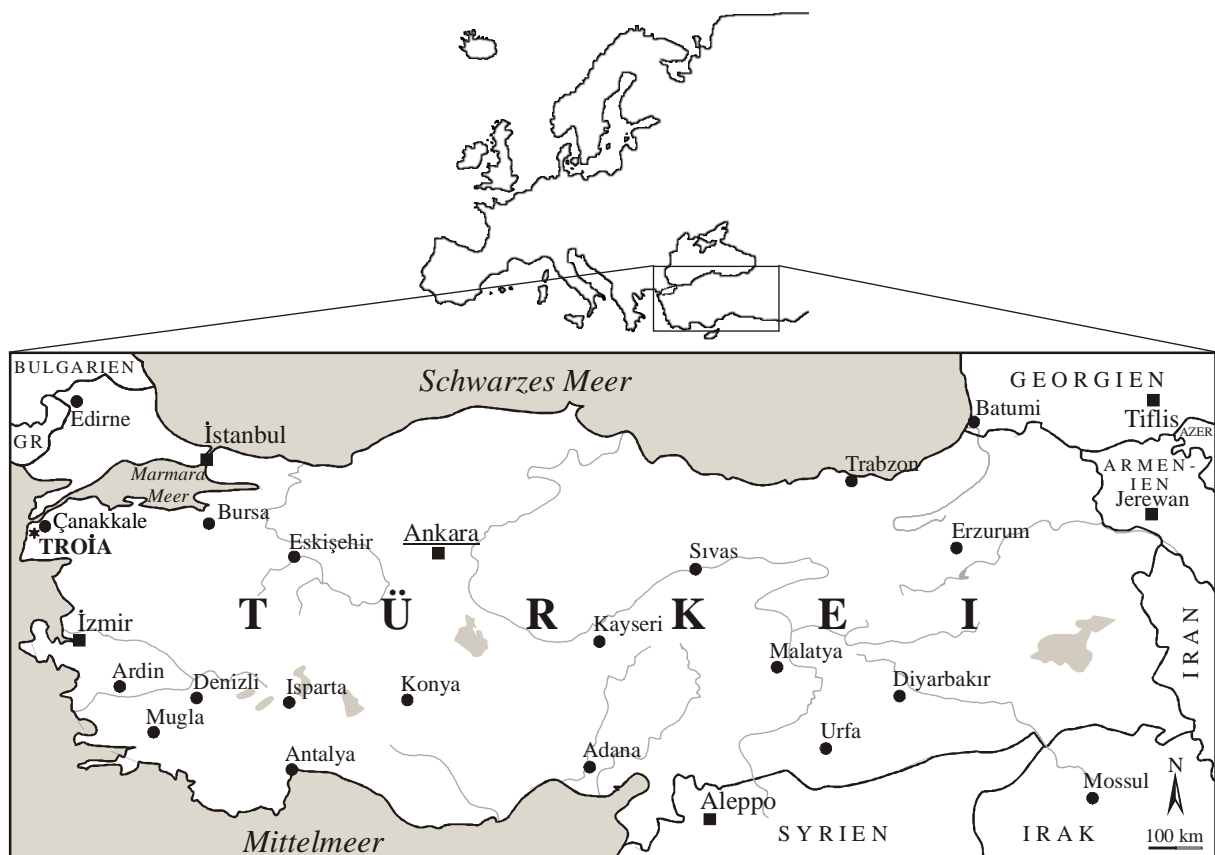 BULGARIEN
Schwarzes Meer
GEORGIEN
Edirne
Batumi
Tiflis
GR
İstanbul
AZER
Marmara
Meer
Trabzon
ARMEN-
IEN
Jerewan
Bursa
Çanakkale
TROİA
Eskişehir
Ankara
Sıvas
Erzurum
TÜRKEI
İzmir
Kayseri
IRAN
Malatya
Ardin
Denizli
Isparta
Konya
Diyarbakır
Mugla
Urfa
Antalya
Adana
N
Mossul
Aleppo
Mittelmeer
SYRIEN
IRAK
100 km